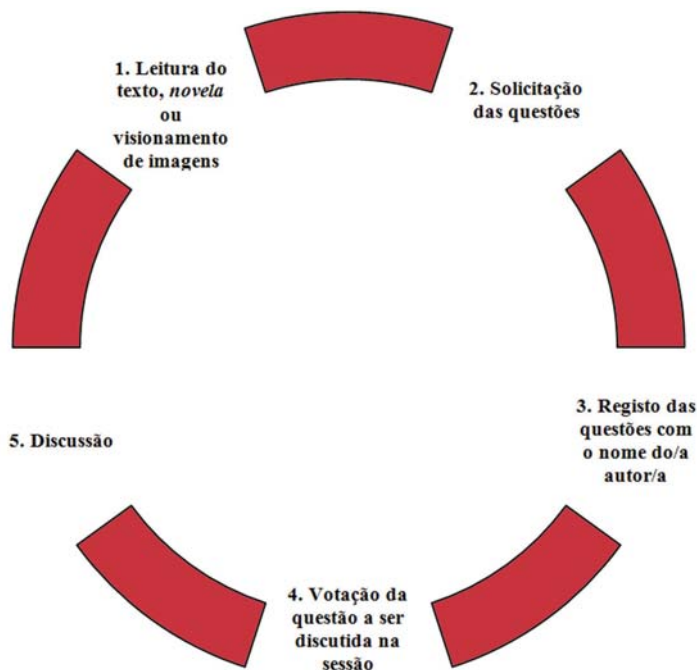 1. Leitura do
texto, novela
ou
visionamento
de imagens
2. Solicitação
das questões
3. Registo das
questões com
o nome do/a
autor/a
4. Votação da
questão a ser
discutida na
sessão
5. Discussão